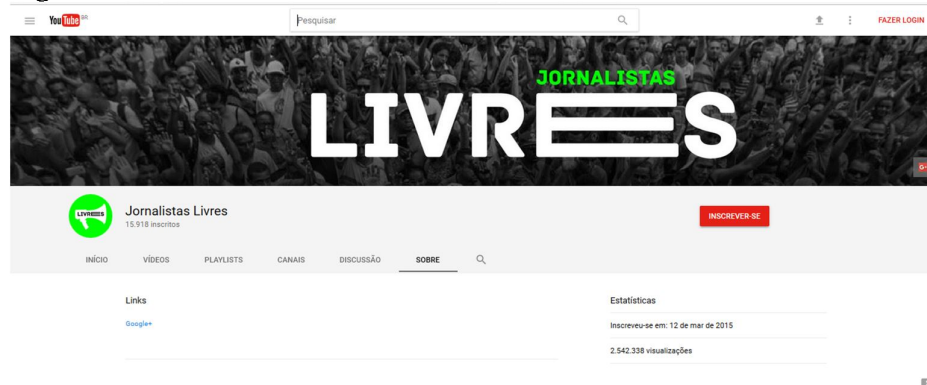 YouTube BR
Pesquisar
FAZER LOGIN
JORNALISTAS
LIVRES
G+
LIVRES
Jornalistas Livres
15.918 inscritos
INSCREVER-SE
INÍCIO VÍDEOS PLAYLISTS CANAIS DISCUSSÃO SOBRE
Links
Estatísticas
Google+
Inscreveu-se em: 12 de mar de 2015
2.542.338 visualizações